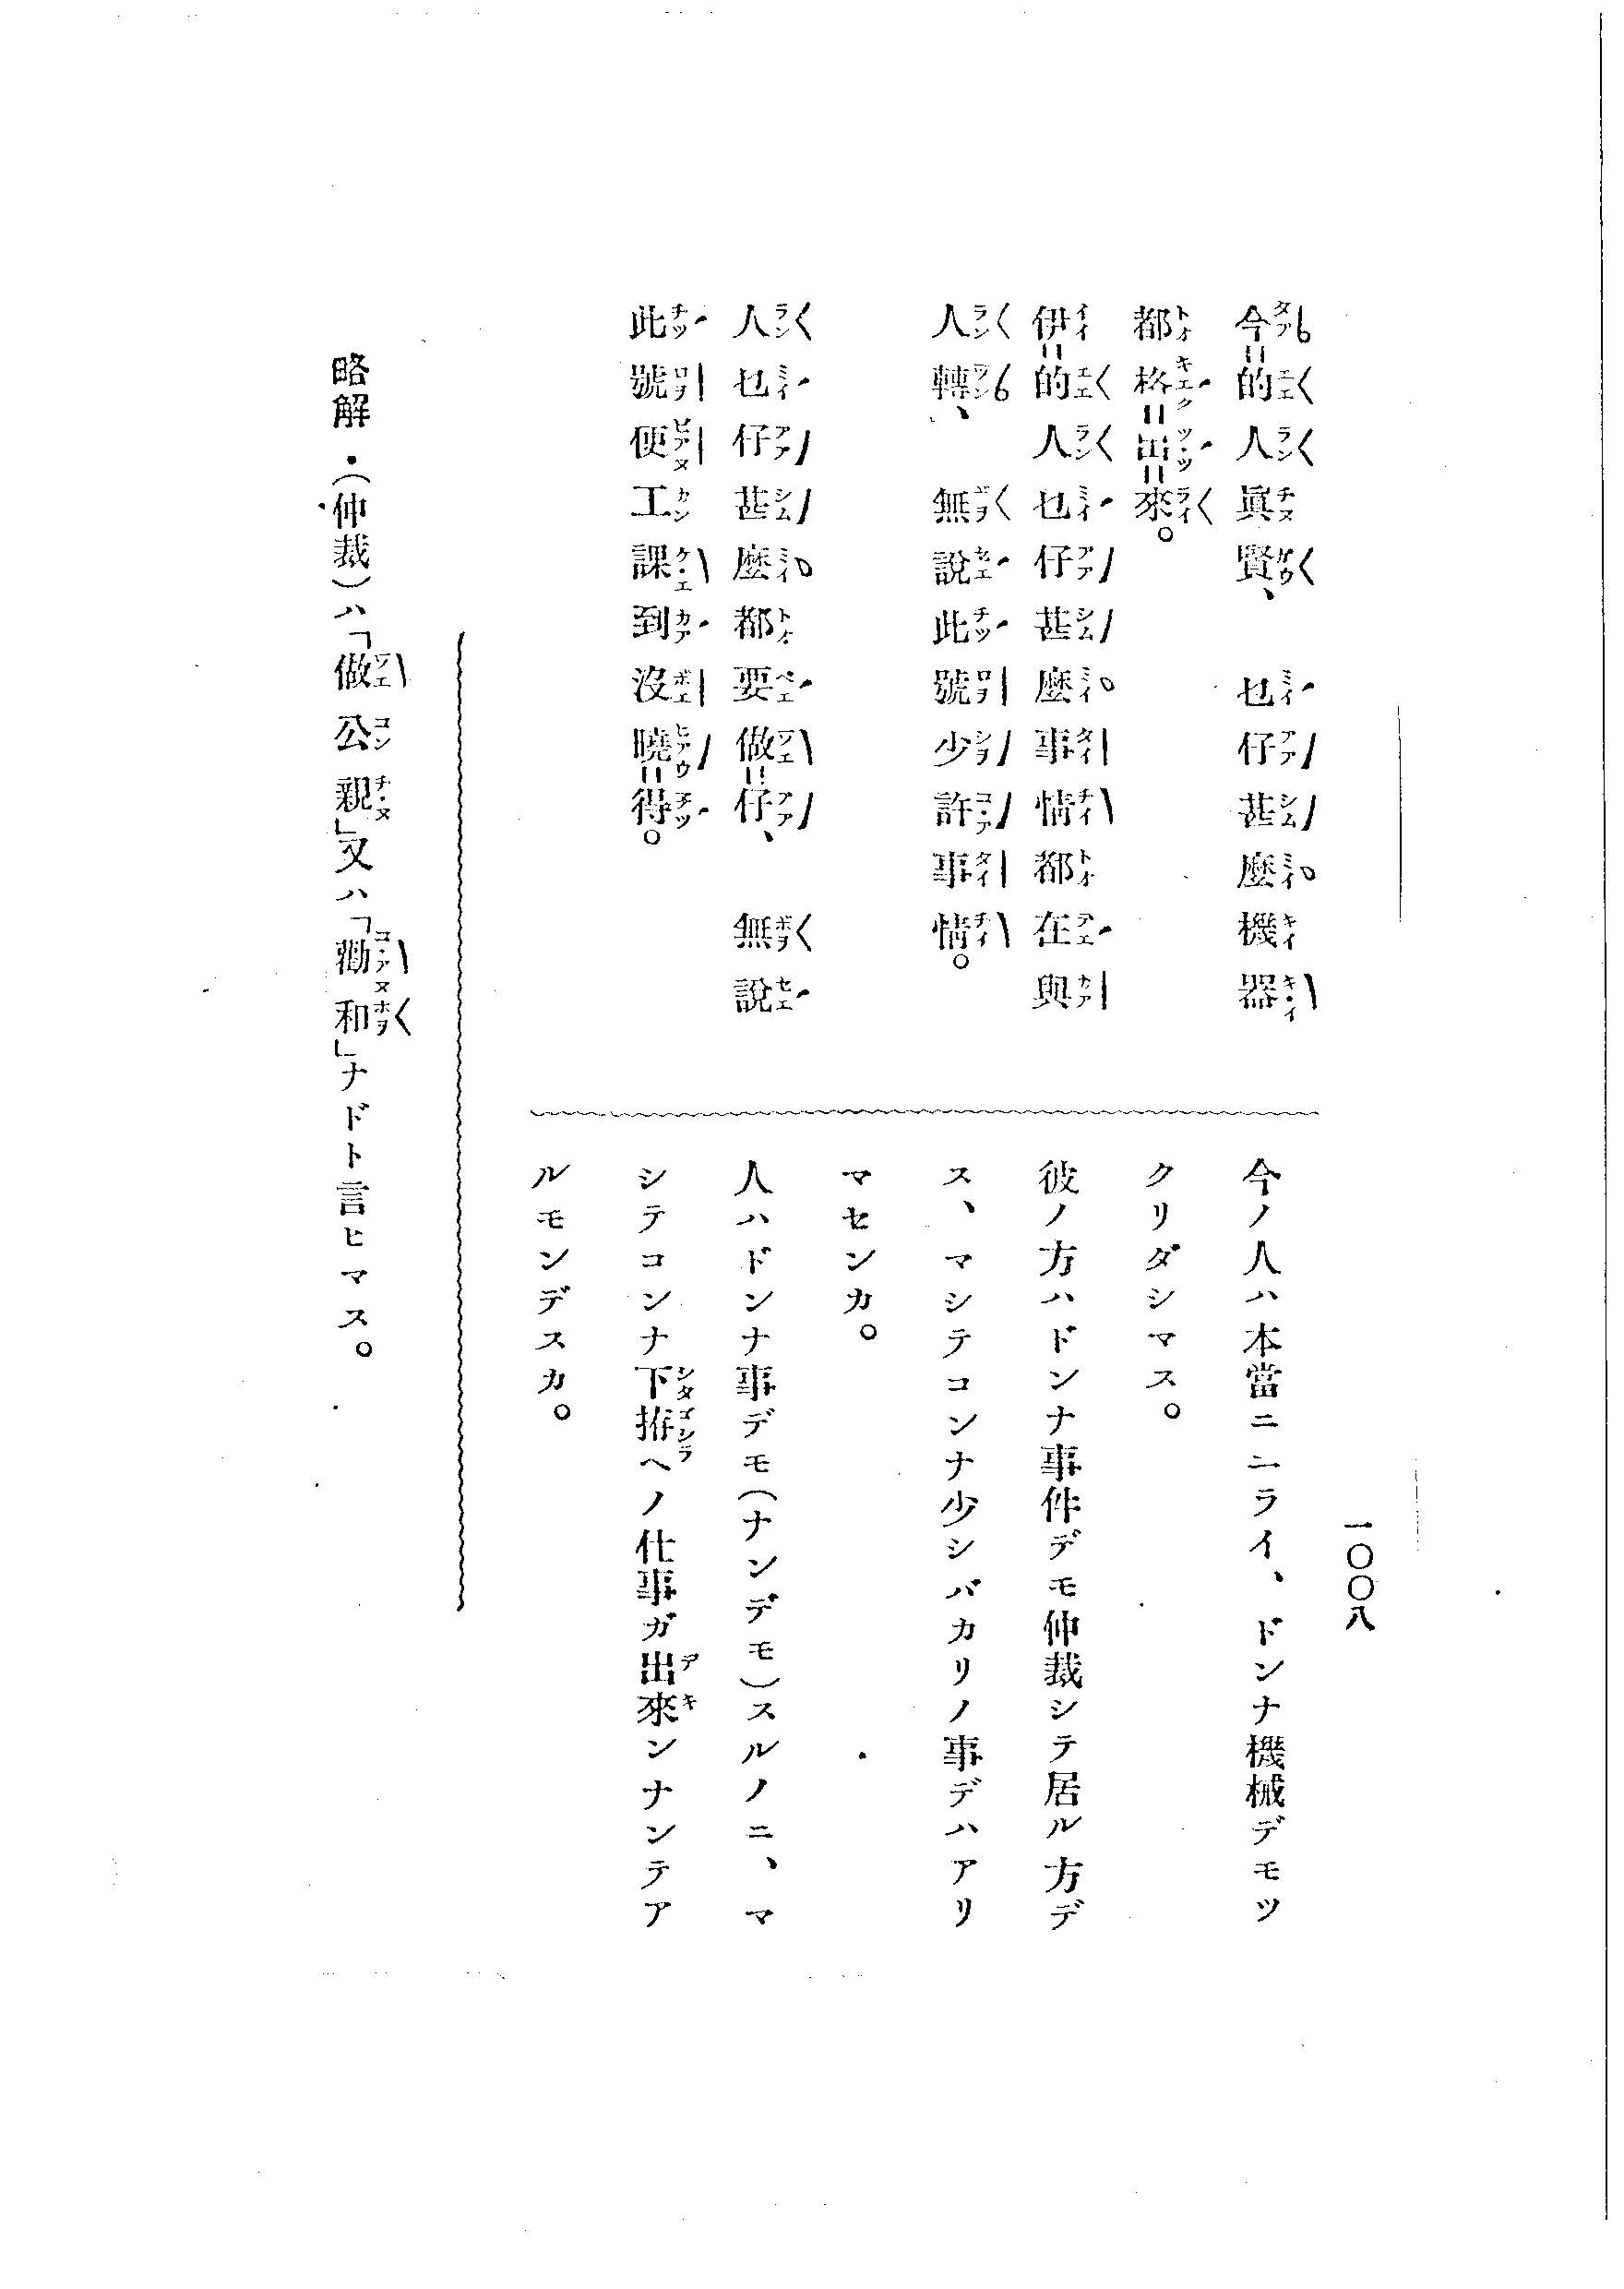 一〇〇八
今的人眞賢、乜仔甚麼機器
都格出來。
伊的人乜仔甚麼事情都在與
人轉、無說此號少許事情。
人乜仔甚麼都要做仔、無說
此號便工課到沒曉得。
今ノ人ハ本當ニエライ、ドンナ機械デモツ
クリダシマス。
彼ノ方ハドンナ事件デモ仲裁シテ居ル方デ
ス、マシテコンナ少シバカリノ事デハアリ
マセンカ。
人ハドンナ事デモ(ナンデモ)スルノニ、マ
シテコンナ下拵ヘノ仕事ガ出來ンナンテア
ルモンデスカ。
略解・(仲裁)ハ「做公親」又ハ「勸和」ナドト言ヒマス。